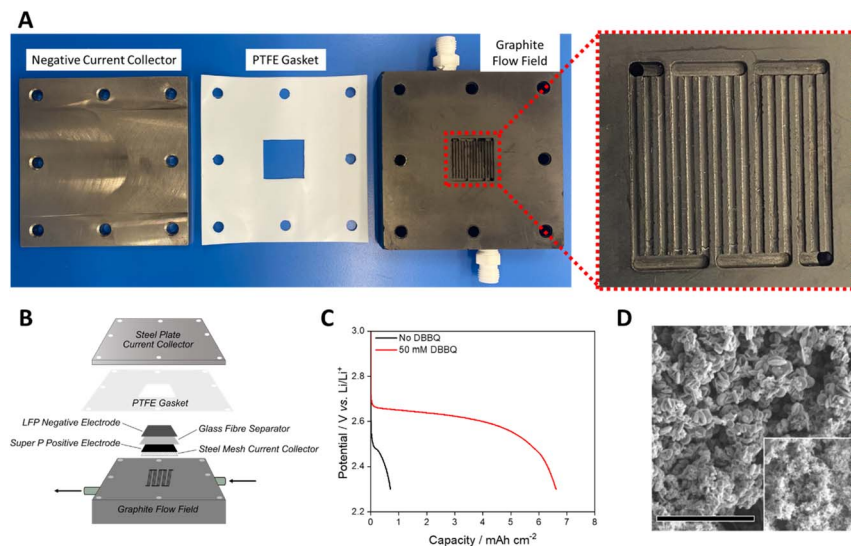 A
Negative Current Collector
PTFE Gasket
Graphite
Flow Field
B
Steel Plate
Current Collector
PTFE Gasket
LFP Negative Electrode
Glass Fibre Separator
Super P Positive Electrode
Steel Mesh Current Collector
Graphite Flow Field
C
No DBBQ
50 mM DBBQ
Potential / V vs. Li/Li⁺
3.0
2.8
2.6
2.4
2.2
0 1 2 3 4 5 6 7 8
Capacity / mAh cm⁻²
D